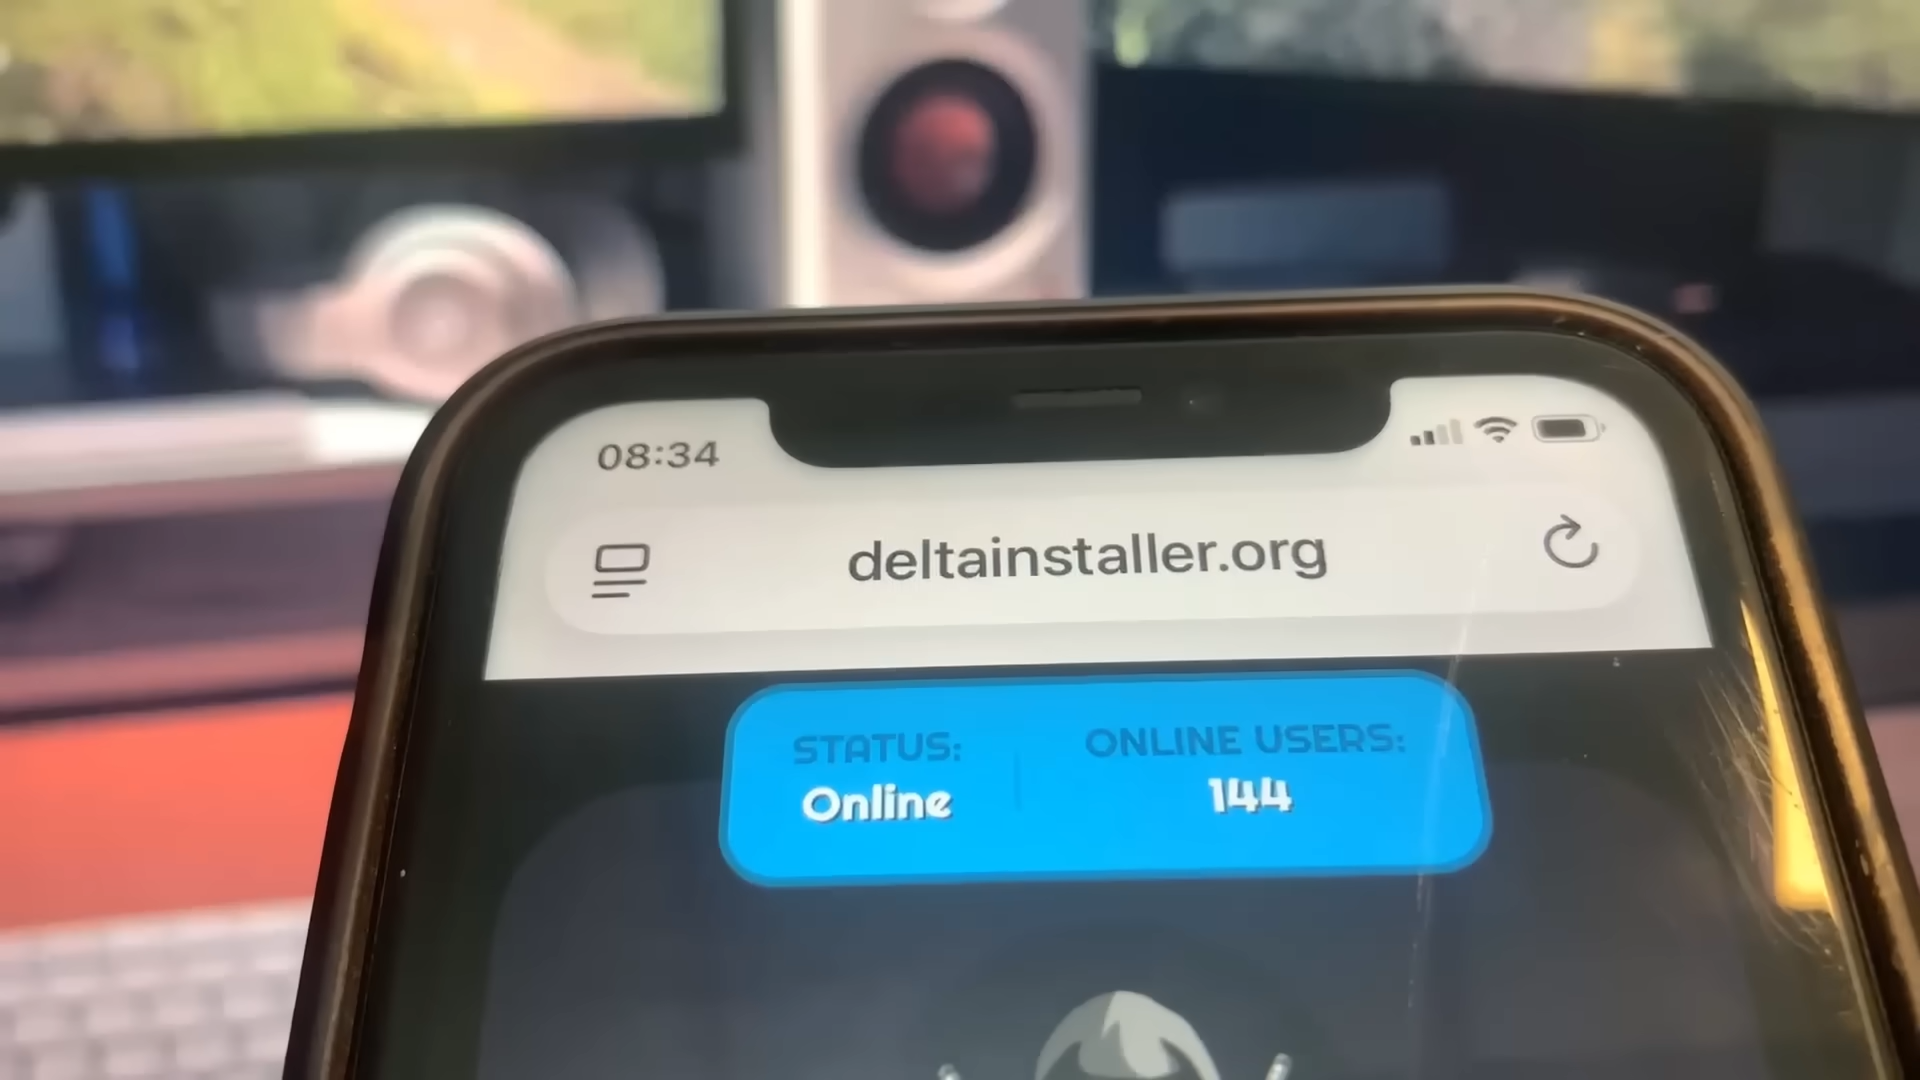 08:34
deltainstaller.org
STATUS: ONLINE USERS:
Online 144